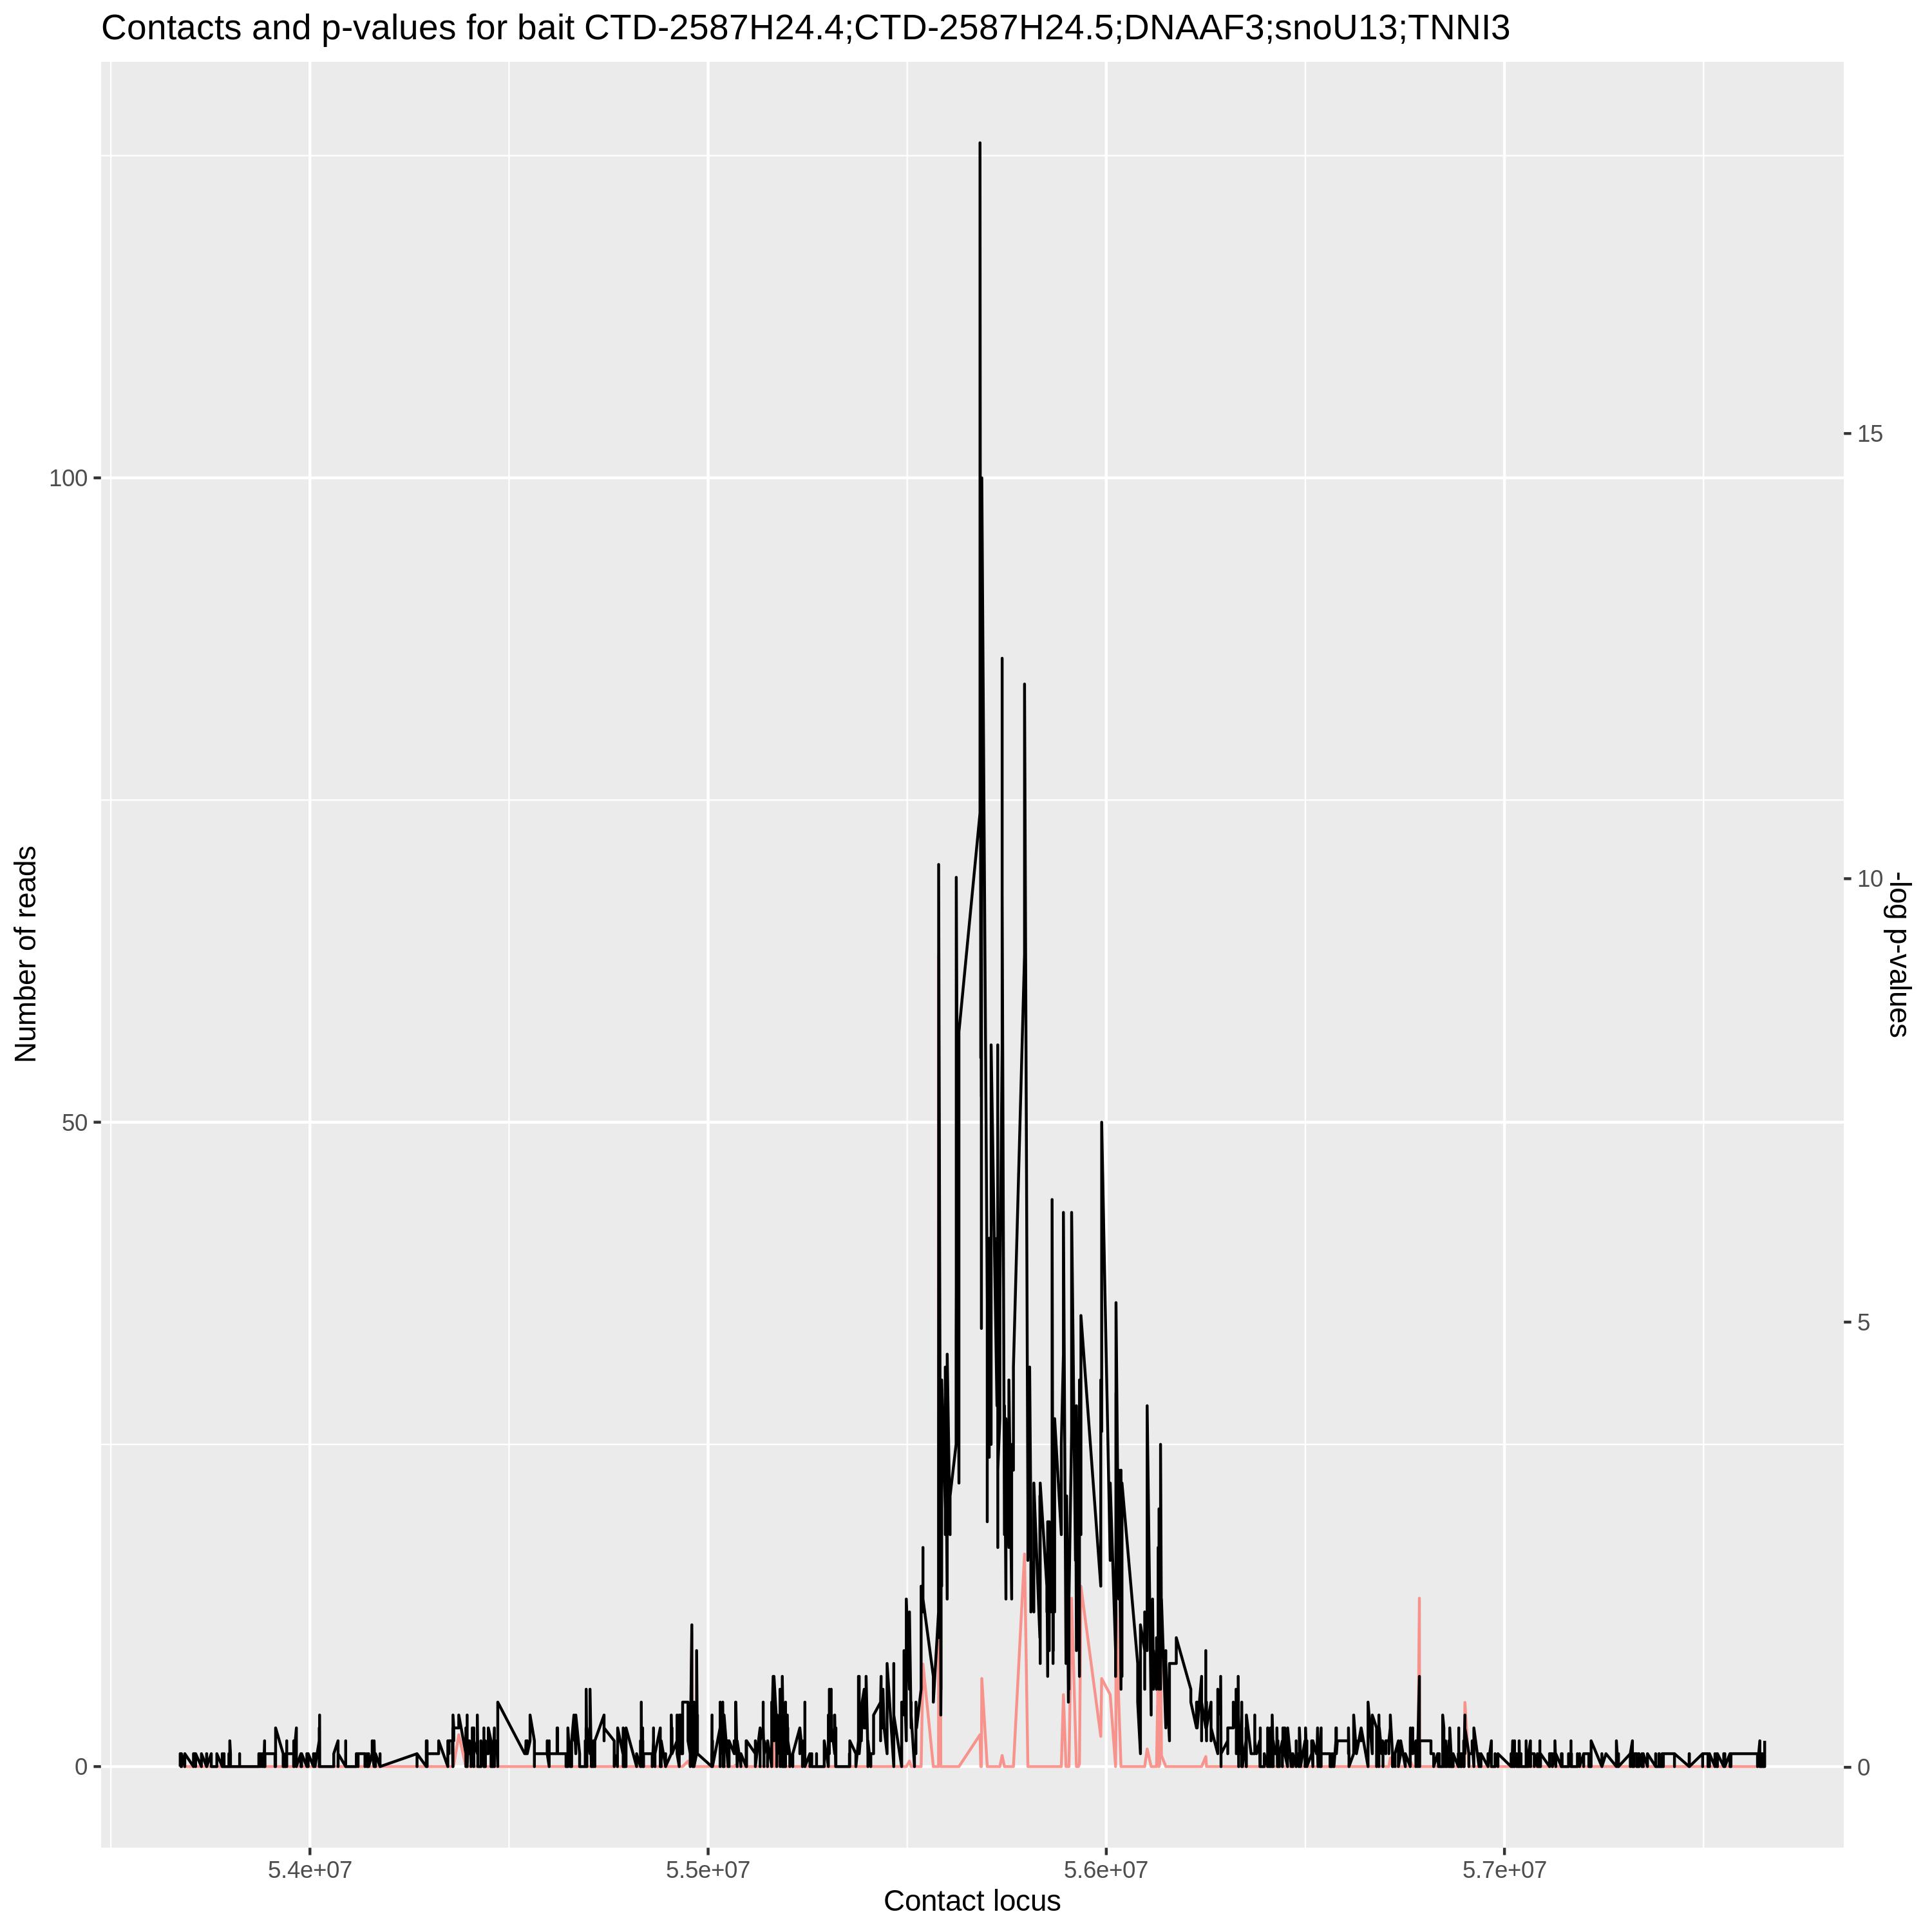 Contacts and p-values for bait CTD-2587H24.4;CTD-2587H24.5;DNAAF3;snoU13;TNNI3
15
100
10
-log p-values
Number of reads
50
5
0
0
5.4e+07
5.5e+07
5.6e+07
5.7e+07
Contact locus